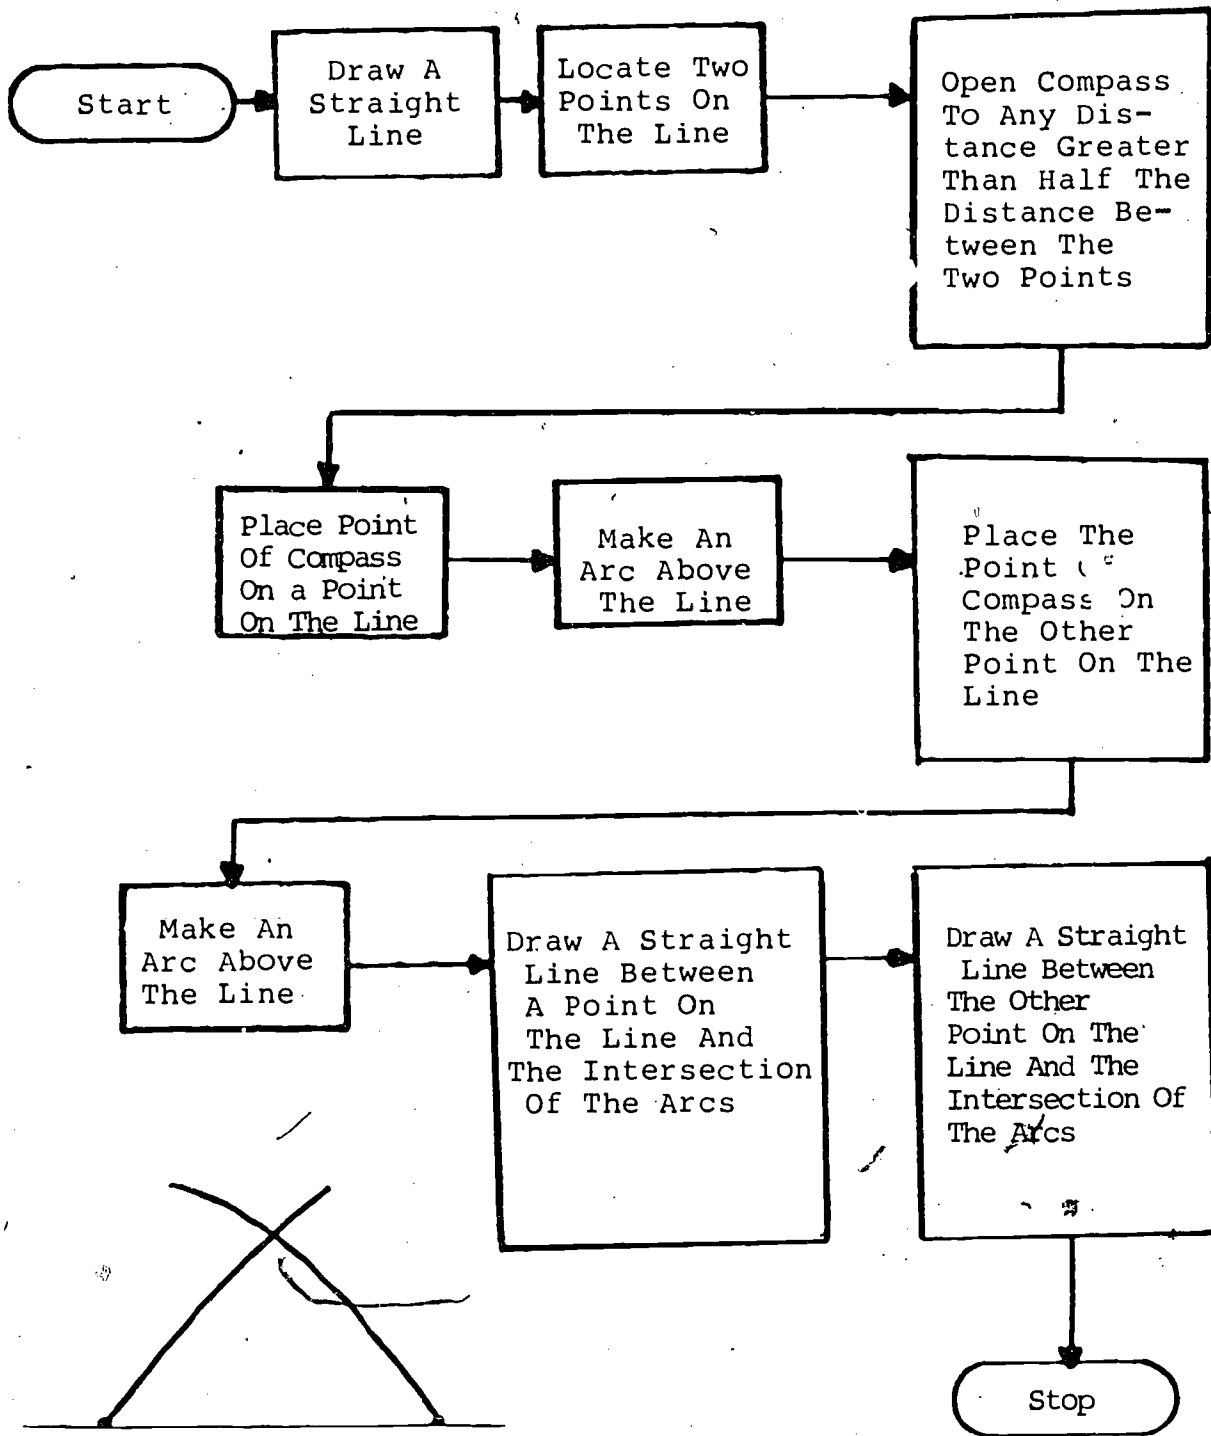 Start
Draw A
Straight
Line
Locate Two
Points On
The Line
Open Compass
To Any Dis-
tance Greater
Than Half The
Distance Be-
tween The
Two Points
Place Point
Of Compass
On a Point
On The Line
Make An
Arc Above
The Line
Place The
Point
Compass On
The Other
Point On The
Line
Make An
Arc Above
The Line
Draw A Straight
Line Between
A Point On
The Line And
The Intersection
Of The Arcs
Draw A Straight
Line Between
The Other
Point On The
Line And The
Intersection Of
The Arcs
Stop